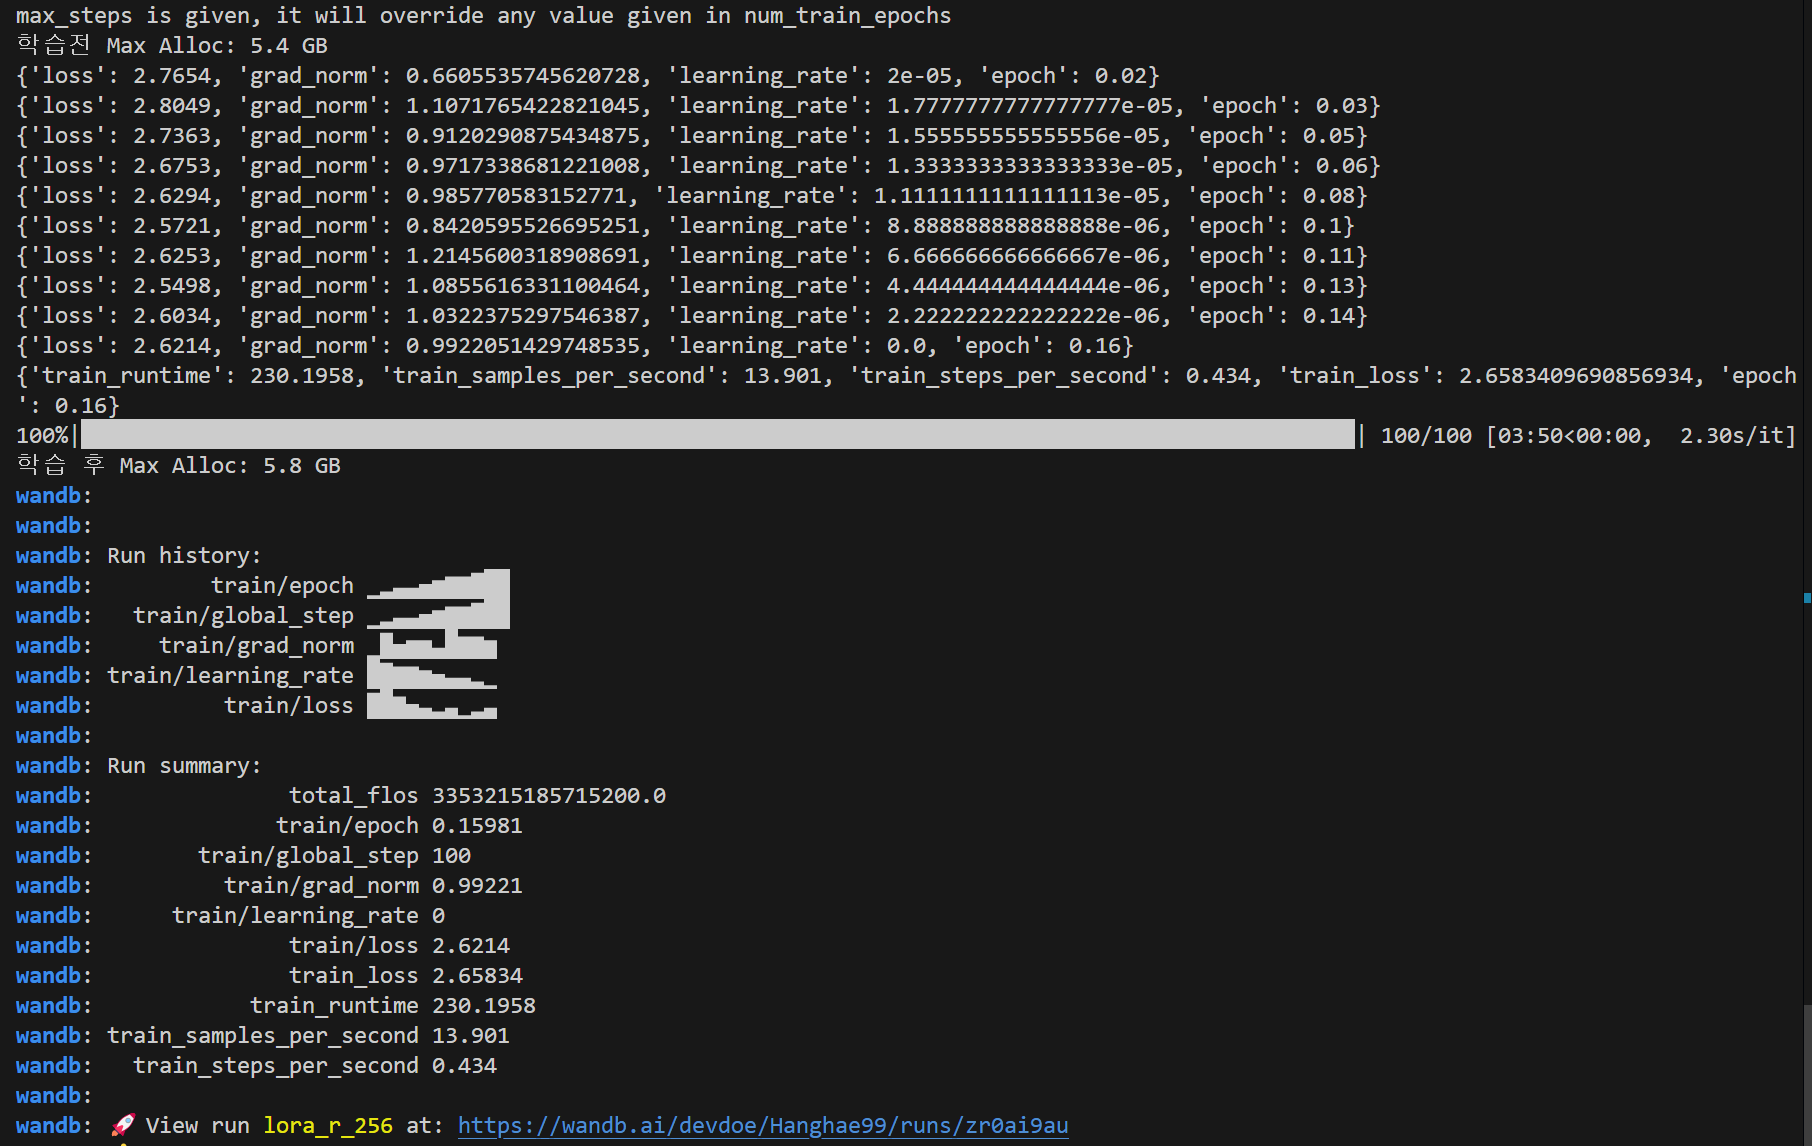 max_steps is given, it will override any value given in num_train_epochs
학습전 Max Alloc: 5.4 GB
{'loss': 2.7654, 'grad_norm': 0.6605535745620728, 'learning_rate': 2e-05, 'epoch': 0.02}
{'loss': 2.8049, 'grad_norm': 1.1071765422821045, 'learning_rate': 1.7777777777777777e-05, 'epoch': 0.03}
{'loss': 2.7363, 'grad_norm': 0.9120290875434875, 'learning_rate': 1.555555555555556e-05, 'epoch': 0.05}
{'loss': 2.6753, 'grad_norm': 0.9717338681221008, 'learning_rate': 1.3333333333333333e-05, 'epoch': 0.06}
{'loss': 2.6294, 'grad_norm': 0.985770583152771, 'learning_rate': 1.1111111111111113e-05, 'epoch': 0.08}
{'loss': 2.5721, 'grad_norm': 0.8420595526695251, 'learning_rate': 8.888888888888888e-06, 'epoch': 0.1}
{'loss': 2.6253, 'grad_norm': 1.2145600318908691, 'learning_rate': 6.666666666666667e-06, 'epoch': 0.11}
{'loss': 2.5498, 'grad_norm': 1.0855616331100464, 'learning_rate': 4.444444444444444e-06, 'epoch': 0.13}
{'loss': 2.6034, 'grad_norm': 1.0322375297546387, 'learning_rate': 2.222222222222222e-06, 'epoch': 0.14}
{'loss': 2.6214, 'grad_norm': 0.9922051429748535, 'learning_rate': 0.0, 'epoch': 0.16}
{'train_runtime': 230.1958, 'train_samples_per_second': 13.901, 'train_steps_per_second': 0.434, 'train_loss': 2.6583409690856934, 'epoch
': 0.16}
100%| | 100/100 [03:50<00:00,  2.30s/it]
학습 후 Max Alloc: 5.8 GB
wandb:
wandb:
wandb: Run history:
wandb: train/epoch
wandb: train/global_step
wandb: train/grad_norm
wandb: train/learning_rate
wandb: train/loss
wandb:
wandb: Run summary:
wandb: total_flos 3353215185715200.0
wandb: train/epoch 0.15981
wandb: train/global_step 100
wandb: train/grad_norm 0.99221
wandb: train/learning_rate 0
wandb: train/loss 2.6214
wandb: train_loss 2.65834
wandb: train_runtime 230.1958
wandb: train_samples_per_second 13.901
wandb: train_steps_per_second 0.434
wandb:
wandb: 🚀 View run lora_r_256 at: https://wandb.ai/devdoe/Hanghae99/runs/zr0ai9au